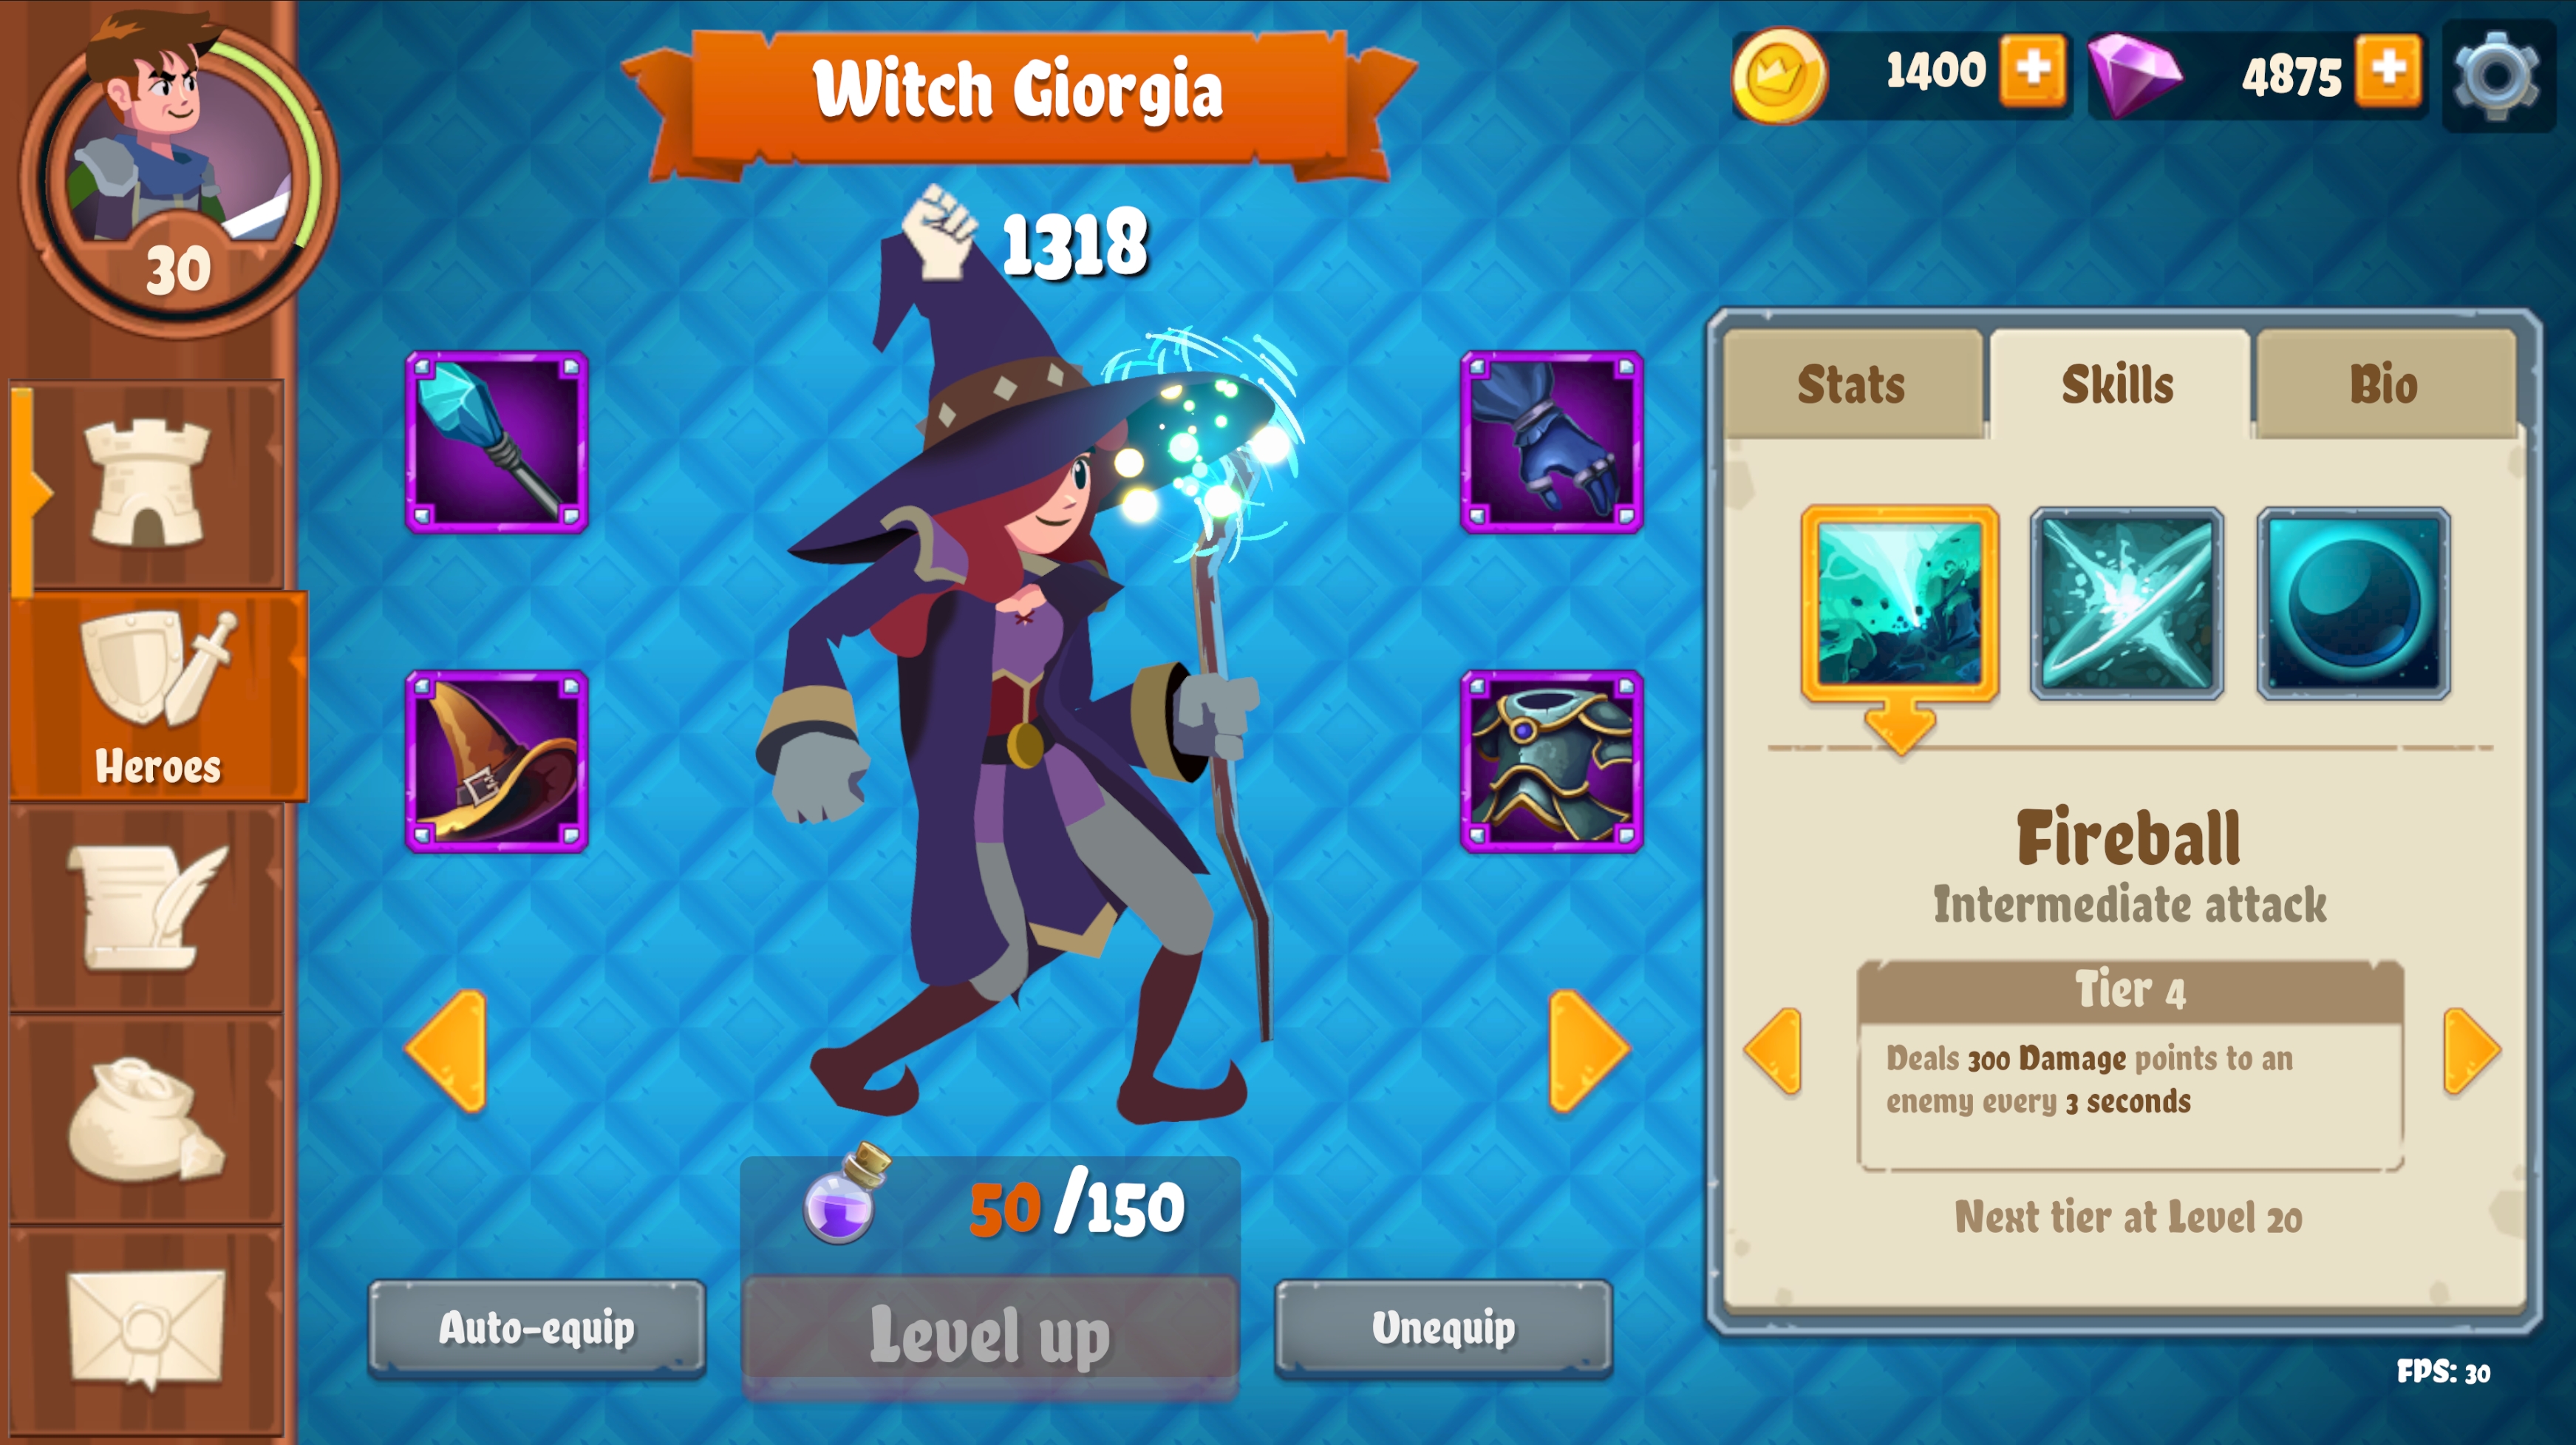 Witch Giorgia
1400
4875
30
1318
Heroes
Stats
Skills
Bio
Fireball
Intermediate attack
Tier 4
Deals 300 Damage points to an
enemy every 3 seconds
Next tier at Level 20
50 /150
Auto-equip
Level up
Unequip
FPS: 30